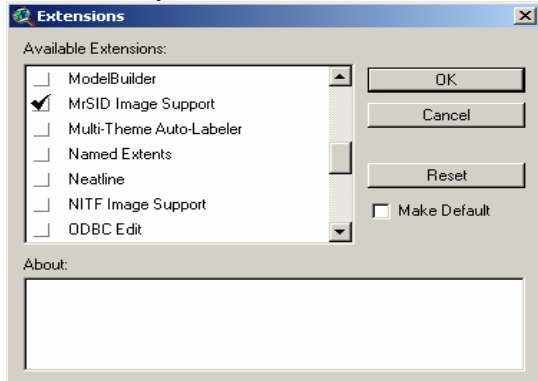 Extensions
Available Extensions:
ModelBuilder
MrSID Image Support
Multi-Theme Auto-Labeler
Named Extents
Neatline
NITF Image Support
ODBC Edit
OK
Cancel
Reset
Make Default
About: